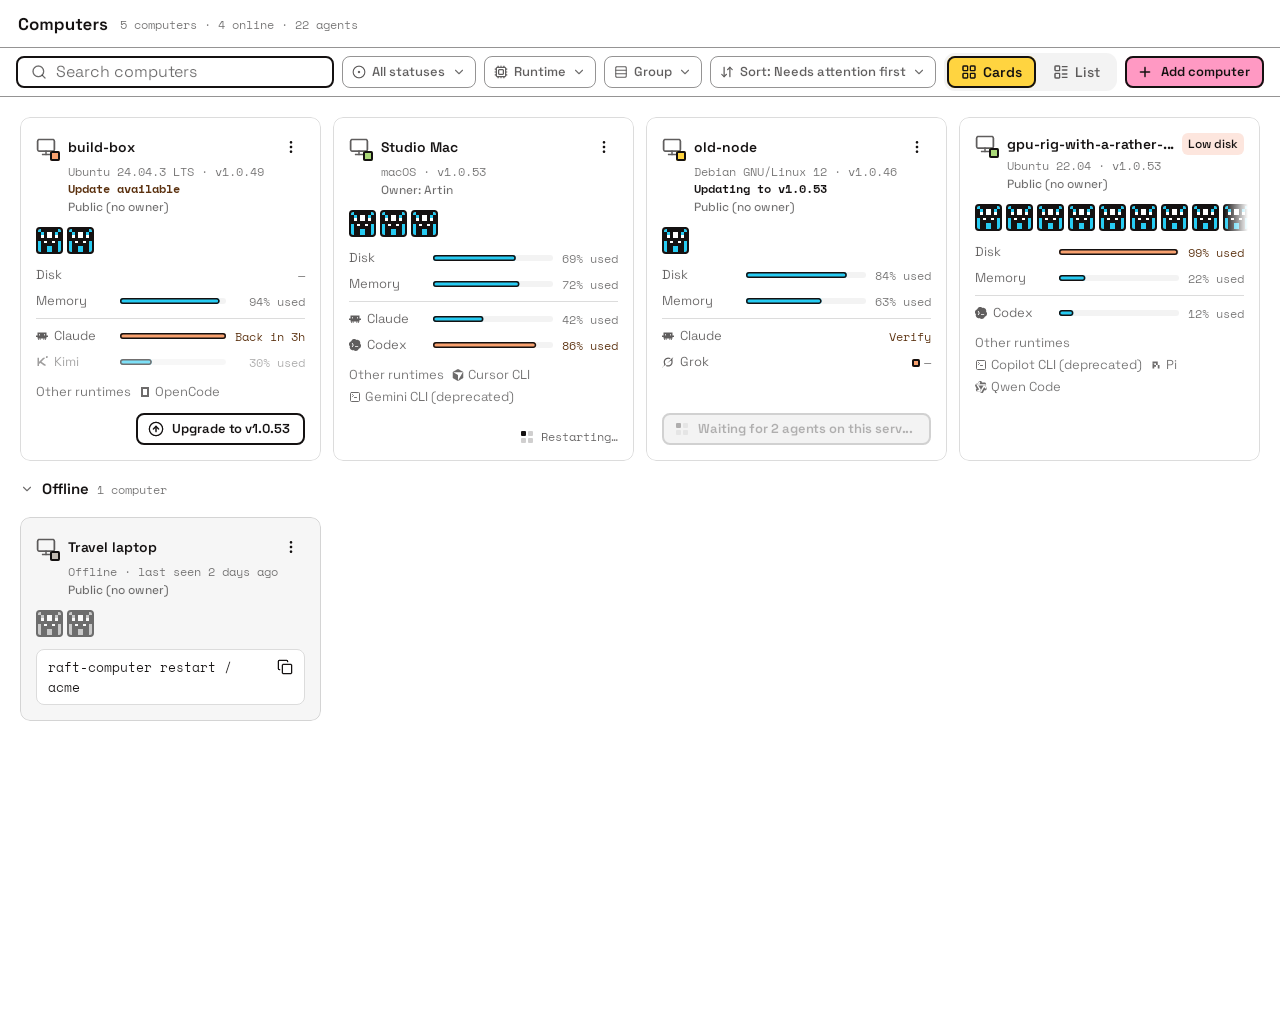 Computers 5 computers · 4 online · 22 agents
Search computers
All statuses
Runtime
Group
Sort: Needs attention first
Cards
List
Add computer
build-box
Ubuntu 24.04.3 LTS · v1.0.49
Update available
Public (no owner)
Disk —
Memory 94% used
Claude Back in 3h
Kimi 30% used
Other runtimes OpenCode
Upgrade to v1.0.53
Studio Mac
macOS · v1.0.53
Owner: Artin
Disk 69% used
Memory 72% used
Claude 42% used
Codex 86% used
Other runtimes Cursor CLI
Gemini CLI (deprecated)
Restarting…
old-node
Debian GNU/Linux 12 · v1.0.46
Updating to v1.0.53
Public (no owner)
Disk 84% used
Memory 63% used
Claude Verify
Grok —
Waiting for 2 agents on this serv...
gpu-rig-with-a-rather-... Low disk
Ubuntu 22.04 · v1.0.53
Public (no owner)
Disk 99% used
Memory 22% used
Codex 12% used
Other runtimes
Copilot CLI (deprecated) Pi
Qwen Code
Offline 1 computer
Travel laptop
Offline · last seen 2 days ago
Public (no owner)
raft-computer restart /
acme